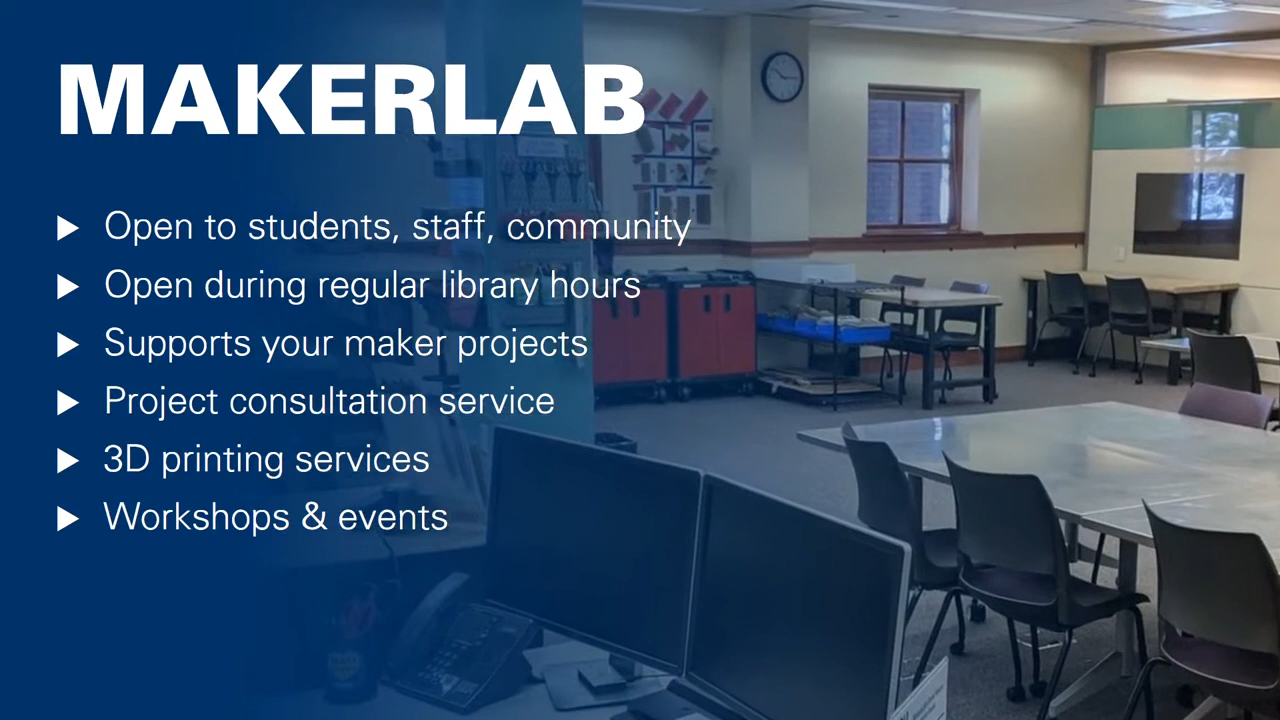 MAKERLAB
▶ Open to students, staff, community
▶ Open during regular library hours
▶ Supports your maker projects
▶ Project consultation service
▶ 3D printing services
▶ Workshops & events